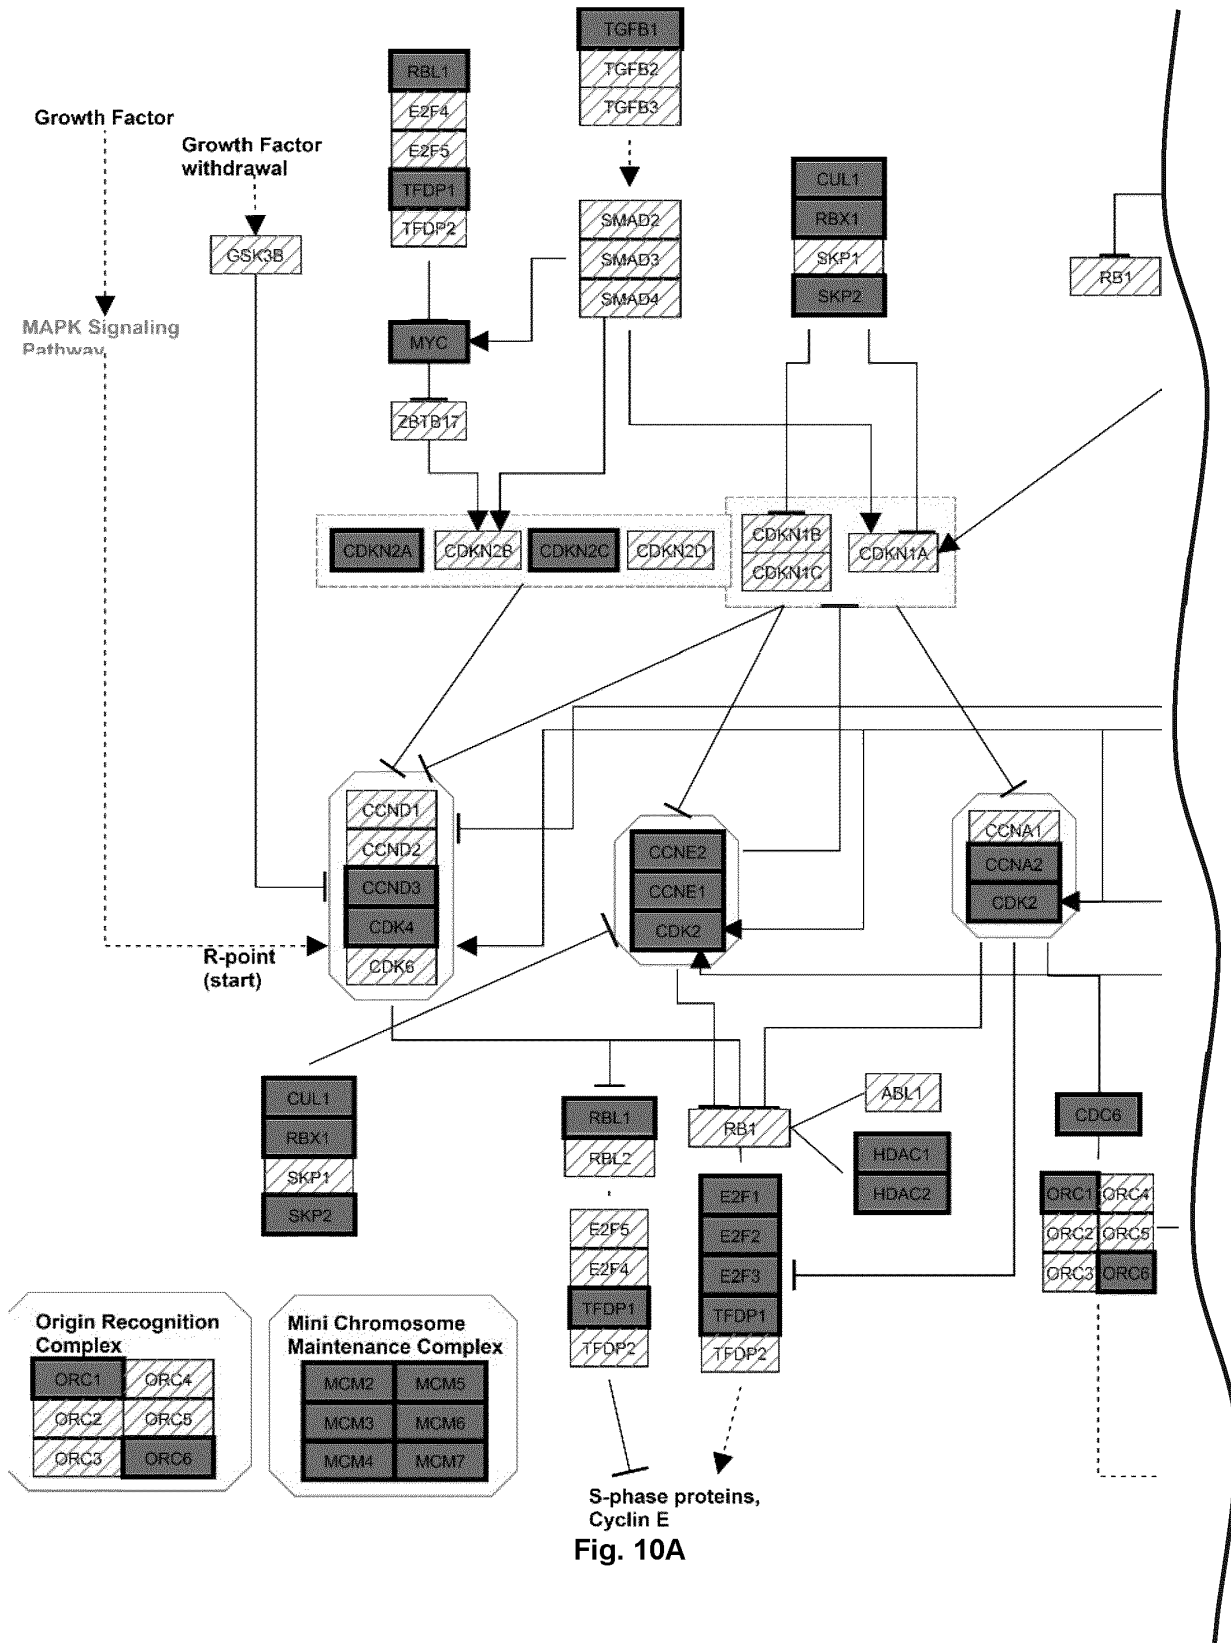 TGFB1
TGFB2
TGFB3
RBL1
E2F4
E2F5
TFDP1
TFDP2
Growth Factor
Growth Factor
withdrawal
GSK3B
CUL1
RBX1
SKP1
SKP2
SMAD2
SMAD3
SMAD4
RB1
MAPK Signaling
Pathway
MYC
ZBTB17
CDKN2A
CDKN2B
CDKN2C
CDKN2D
CDKN1B
CDKN1C
CDKN1A
CCND1
CCND2
CCND3
CDK4
CDK6
CCNE2
CCNE1
CDK2
CCNA1
CCNA2
CDK2
R-point
(start)
CUL1
RBX1
SKP1
SKP2
RBL1
RBL2
RB1
ABL1
HDAC1
HDAC2
CDC6
E2F5
E2F4
TFDP1
TFDP2
E2F1
E2F2
E2F3
TFDP1
TFDP2
ORC1 ORC4
ORC2 ORC5
ORC3 ORC6
Origin Recognition
Complex
ORC1 ORC4
ORC2 ORC5
ORC3 ORC6
Mini Chromosome
Maintenance Complex
MCM2 MCM5
MCM3 MCM6
MCM4 MCM7
S-phase proteins,
Cyclin E
Fig. 10A